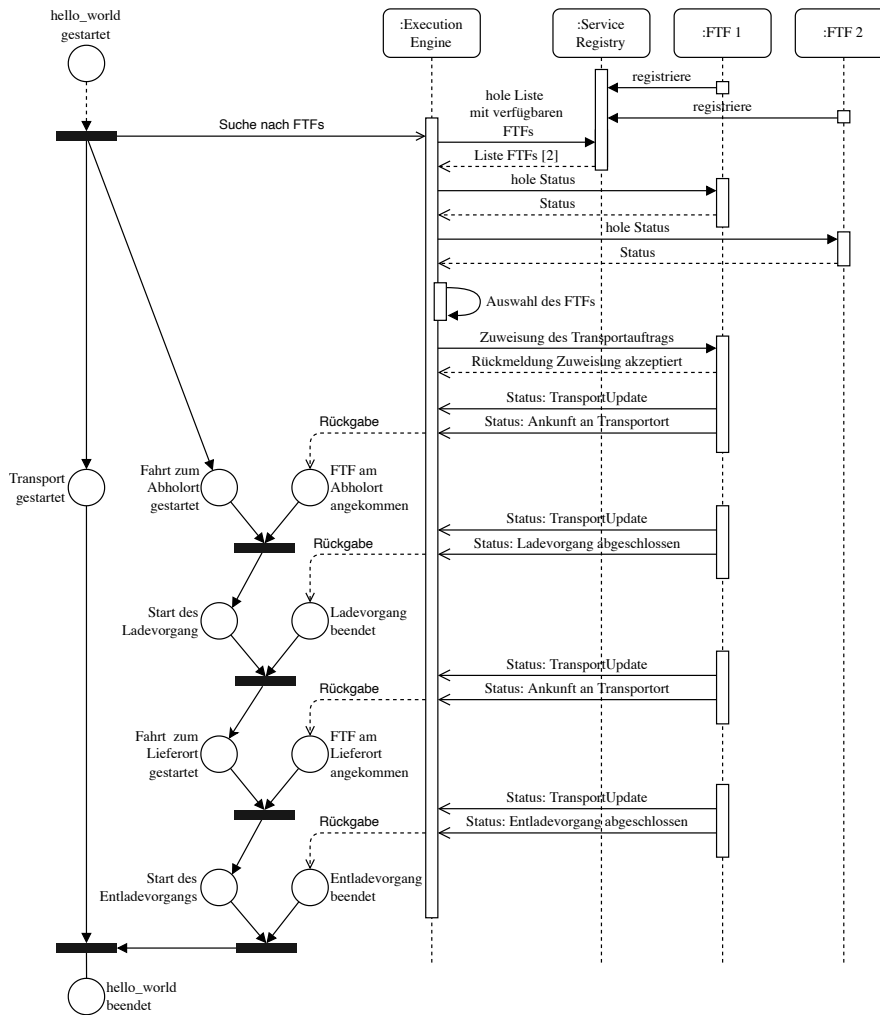 hello_world
gestartet
:Execution
Engine
:Service
Registry
:FTF 1
:FTF 2
registriere
registriere
hole Liste
mit verfügbaren
FTFs
Suche nach FTFs
Liste FTFs [2]
hole Status
Status
hole Status
Status
Auswahl des FTFs
Zuweisung des Transportauftrags
Rückmeldung Zuweisung akzeptiert
Status: TransportUpdate
Status: Ankunft an Transportort
Rückgabe
Transport
gestartet
Fahrt zum
Abholort
gestartet
FTF am
Abholort
angekommen
Status: TransportUpdate
Status: Ladevorgang abgeschlossen
Rückgabe
Start des
Ladevorgang
Ladevorgang
beendet
Status: TransportUpdate
Status: Ankunft an Transportort
Rückgabe
Fahrt zum
Lieferort
gestartet
FTF am
Lieferort
angekommen
Status: TransportUpdate
Status: Entladevorgang abgeschlossen
Rückgabe
Start des
Entladevorgangs
Entladevorgang
beendet
hello_world
beendet